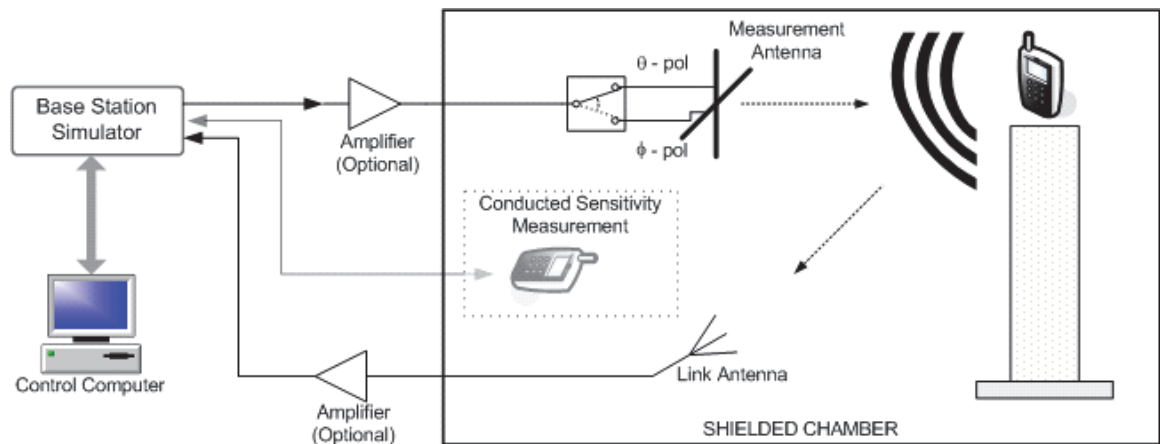 Measurement
Antenna
θ - pol
Base Station
Simulator
Amplifier
(Optional)
ϕ - pol
Conducted Sensitivity
Measurement
Control Computer
Link Antenna
Amplifier
(Optional)
SHIELDED CHAMBER